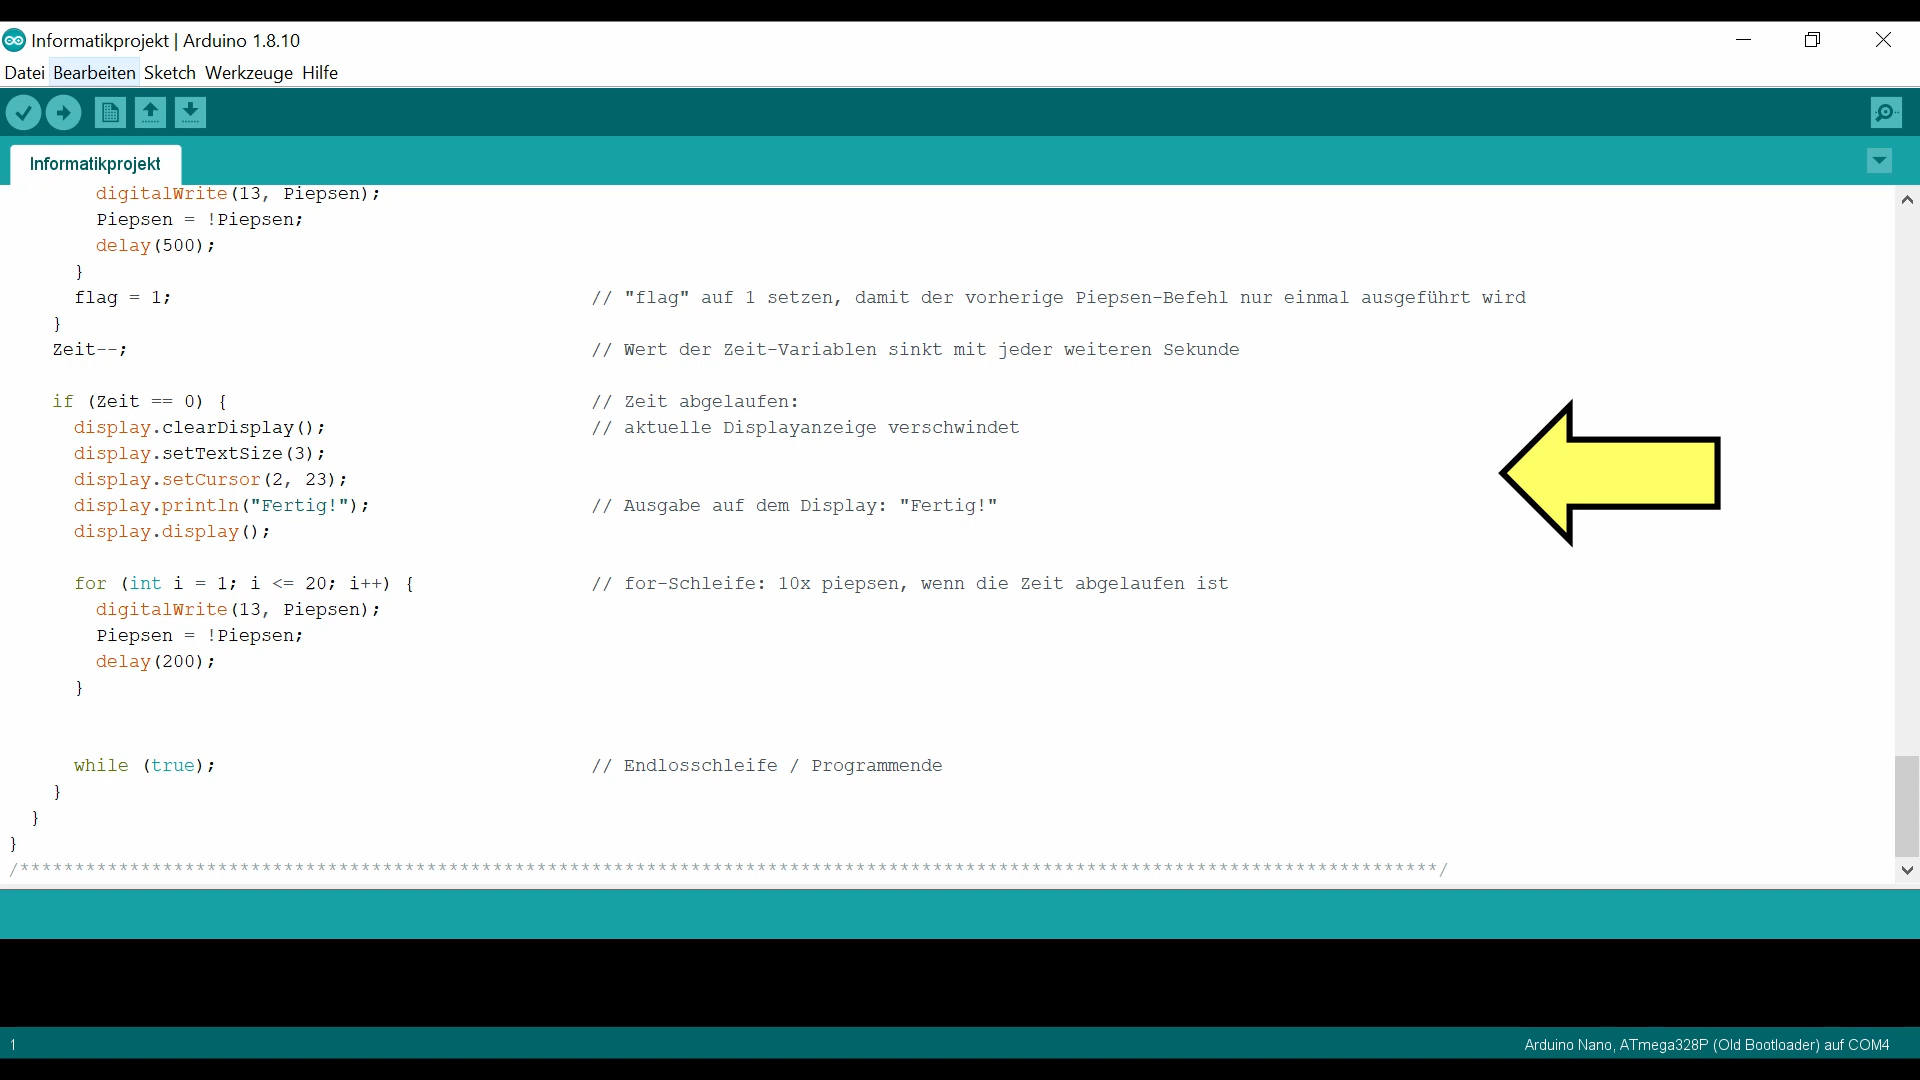 Informatikprojekt | Arduino 1.8.10
Datei Bearbeiten Sketch Werkzeuge Hilfe
Informatikprojekt
digitalWrite(13, Piepsen);
Piepsen = !Piepsen;
delay(500);
}
flag = 1; // "flag" auf 1 setzen, damit der vorherige Piepsen-Befehl nur einmal ausgeführt wird
}
Zeit--; // Wert der Zeit-Variablen sinkt mit jeder weiteren Sekunde
if (Zeit == 0) { // Zeit abgelaufen:
display.clearDisplay(); // aktuelle Displayanzeige verschwindet
display.setTextSize(3);
display.setCursor(2, 23);
display.println("Fertig!"); // Ausgabe auf dem Display: "Fertig!"
display.display();
for (int i = 1; i <= 20; i++) { // for-Schleife: 10x piepsen, wenn die Zeit abgelaufen ist
digitalWrite(13, Piepsen);
Piepsen = !Piepsen;
delay(200);
}
while (true); // Endlosschleife / Programmende
}
}
}
/***********************************************************************************************************************************/
1 Arduino Nano, ATmega328P (Old Bootloader) auf COM4